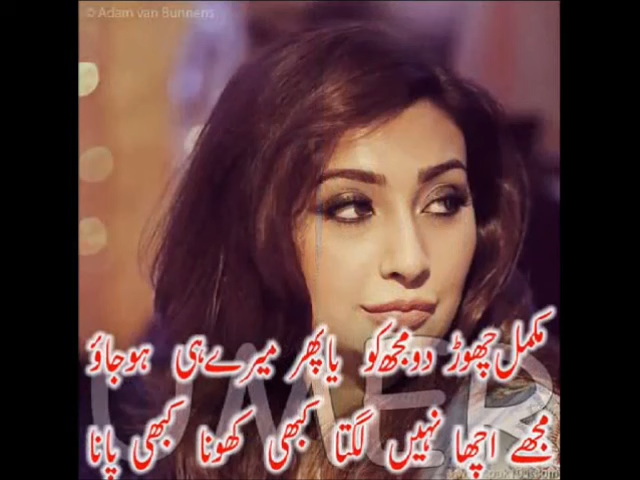 © Adam van Bunnens
مکمل چھوڑ دو مجھ کو یا پھر میرے ہی ہو جاؤ
UMER
مجھے اچھا نہیں لگتا کبھی کھونا کبھی پانا